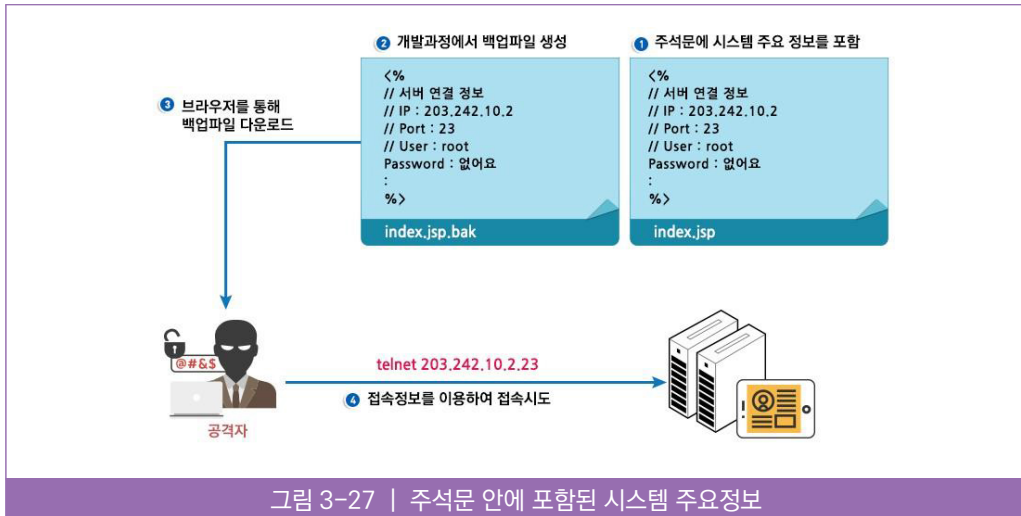 ❷ 개발과정에서 백업파일 생성
<%
// 서버 연결 정보
// IP : 203.242.10.2
// Port : 23
// User : root
Password : 없어요
:
%>
index.jsp.bak
❶ 주석문에 시스템 주요 정보를 포함
<%
// 서버 연결 정보
// IP : 203.242.10.2
// Port : 23
// User : root
Password : 없어요
:
%>
index.jsp
❸ 브라우저를 통해
백업파일 다운로드
@#&$
공격자
telnet 203.242.10.2.23
❹ 접속정보를 이용하여 접속시도
그림 3-27 | 주석문 안에 포함된 시스템 주요정보